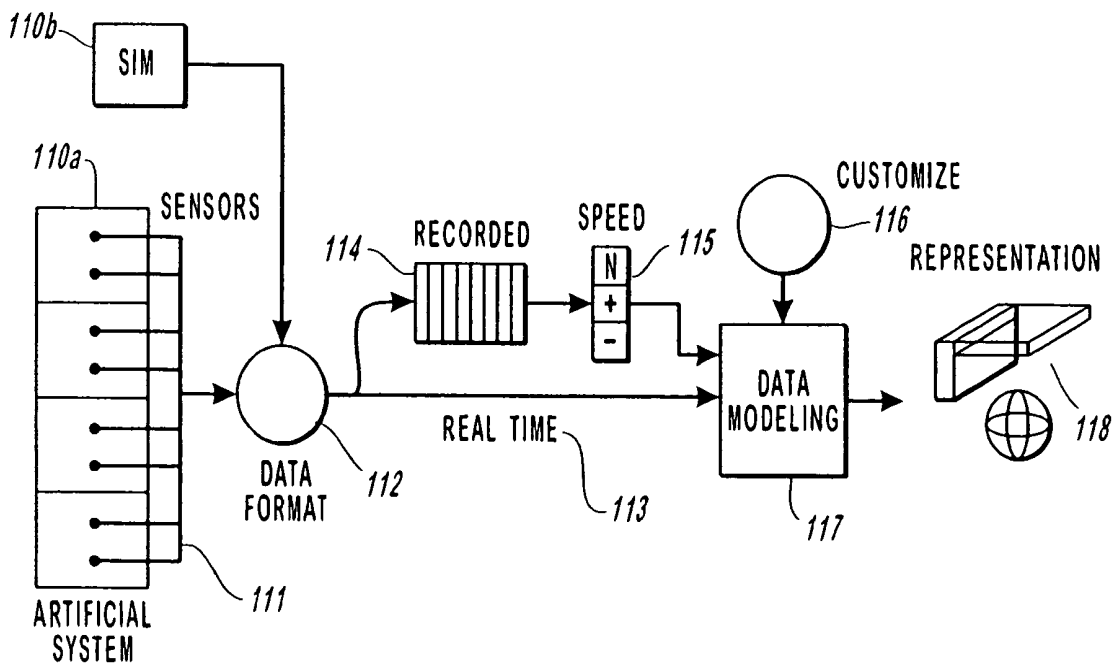 110b
SIM
110a
SENSORS
CUSTOMIZE
116
114
RECORDED
SPEED
115
N
+
-
REPRESENTATION
DATA
MODELING
118
REAL TIME
113
DATA
FORMAT
112
117
111
ARTIFICIAL
SYSTEM